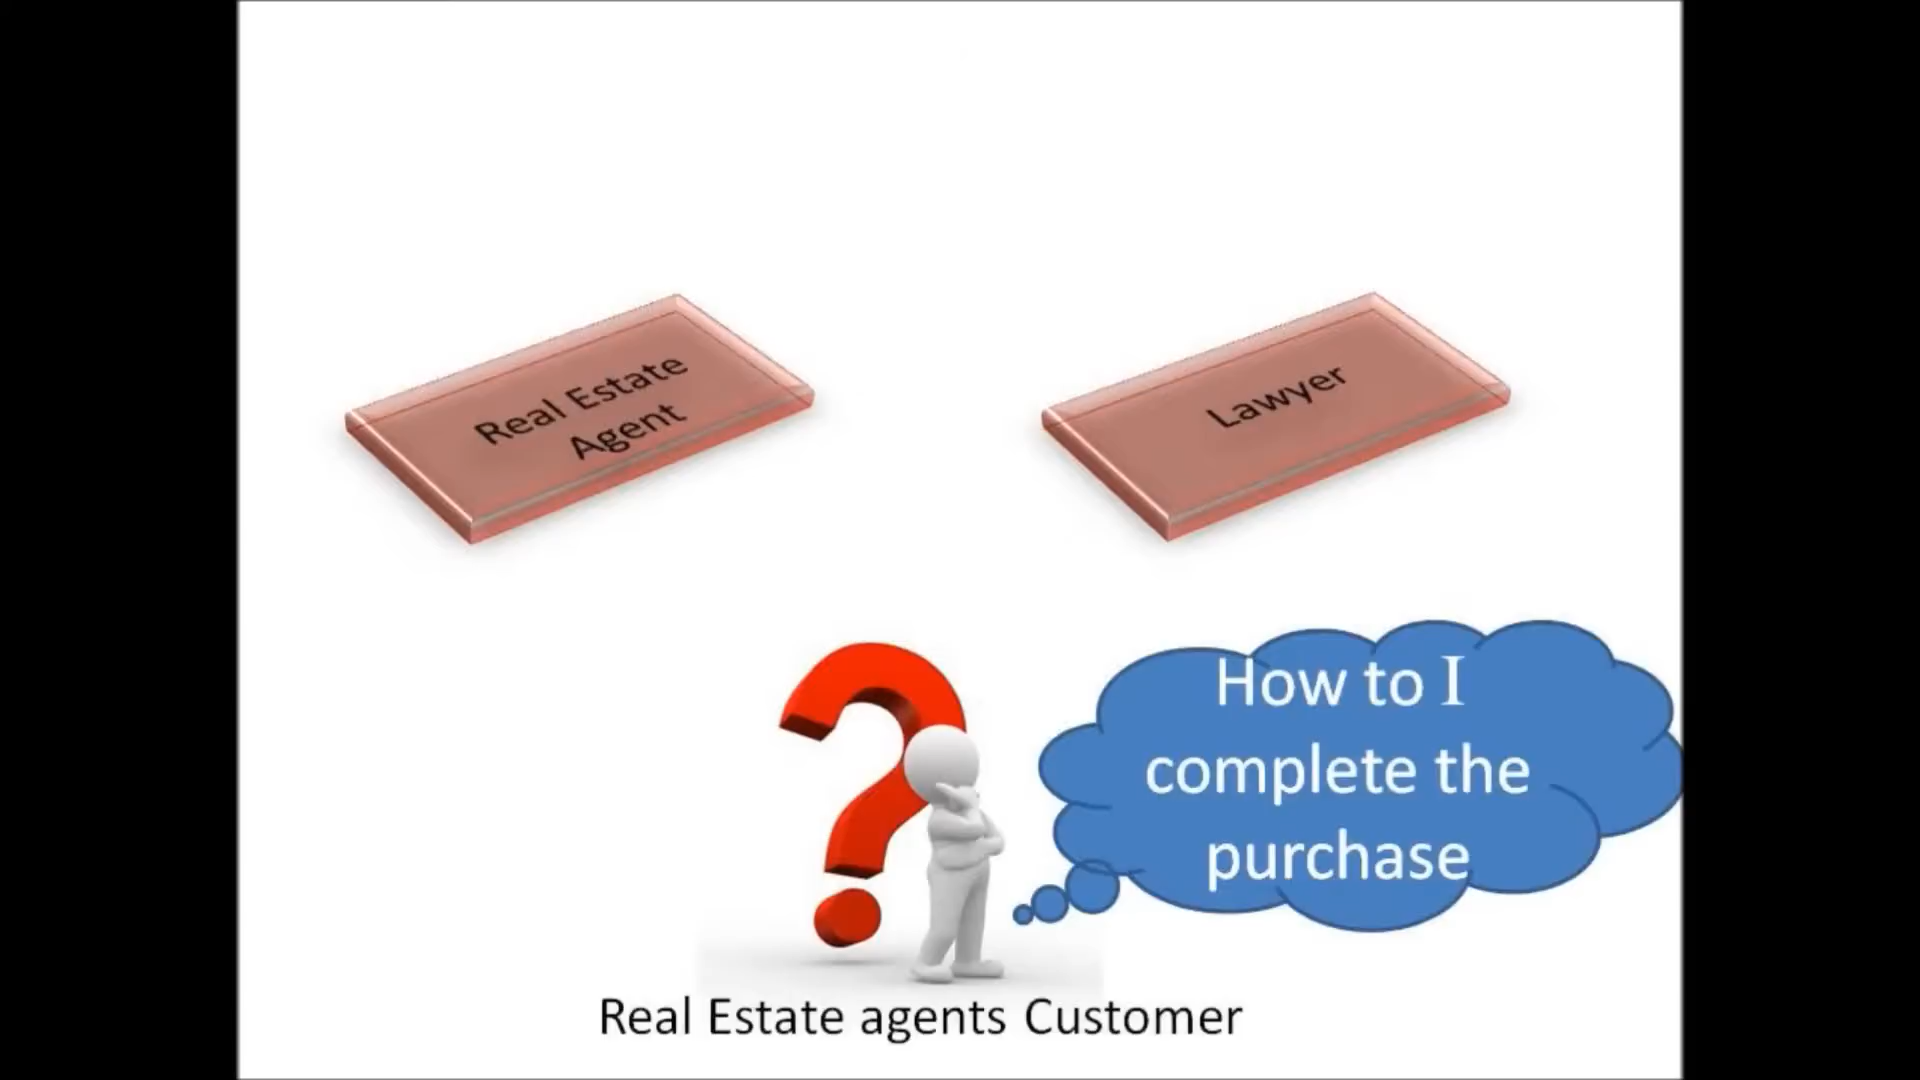 Real Estate
Agent
Lawyer
How to I
complete the
purchase
Real Estate agents Customer